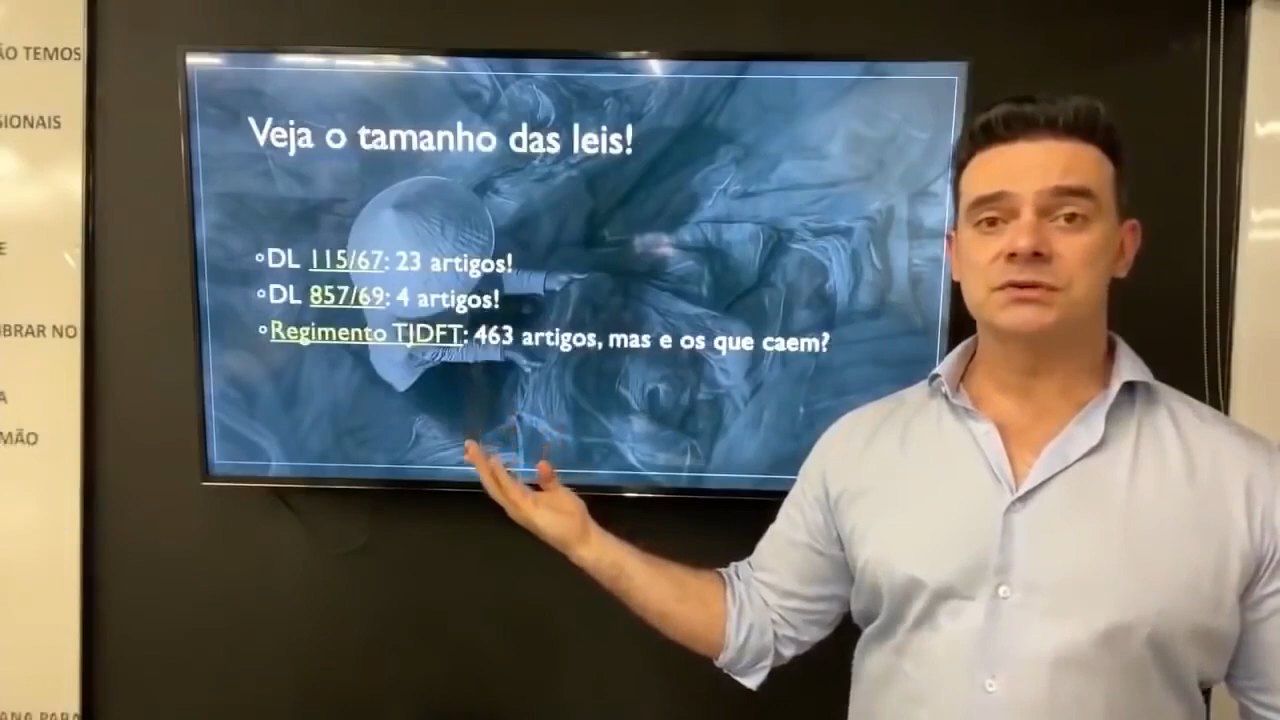 ÃO TEMOS
SIONAIS
E
BRAR NO
A
MÃO
Veja o tamanho das leis!
DL 115/67: 23 artigos!
DL 857/69: 4 artigos!
Regimento TJDFT: 463 artigos, mas e os que caem?